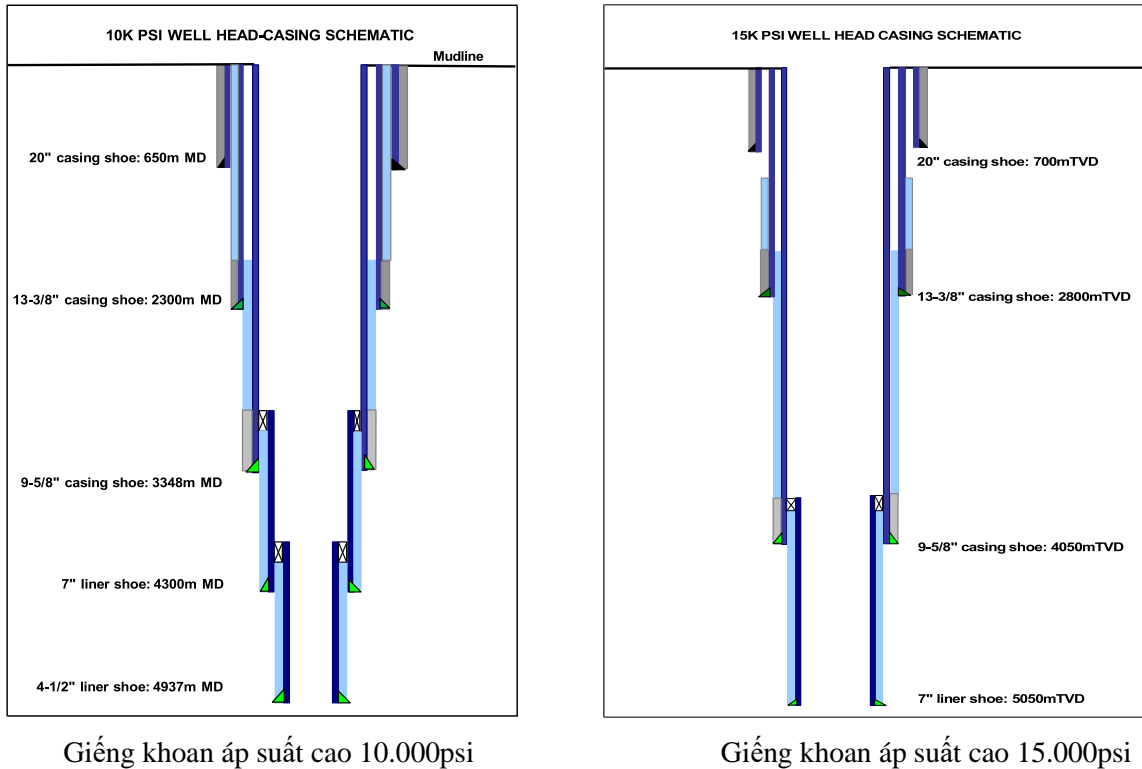 10K PSI WELL HEAD-CASING SCHEMATIC
Mudline
20" casing shoe: 650m MD
13-3/8" casing shoe: 2300m MD
9-5/8" casing shoe: 3348m MD
7" liner shoe: 4300m MD
4-1/2" liner shoe: 4937m MD
Giếng khoan áp suất cao 10.000psi
15K PSI WELL HEAD CASING SCHEMATIC
20" casing shoe: 700mTVD
13-3/8" casing shoe: 2800mTVD
9-5/8" casing shoe: 4050mTVD
7" liner shoe: 5050mTVD
Giếng khoan áp suất cao 15.000psi